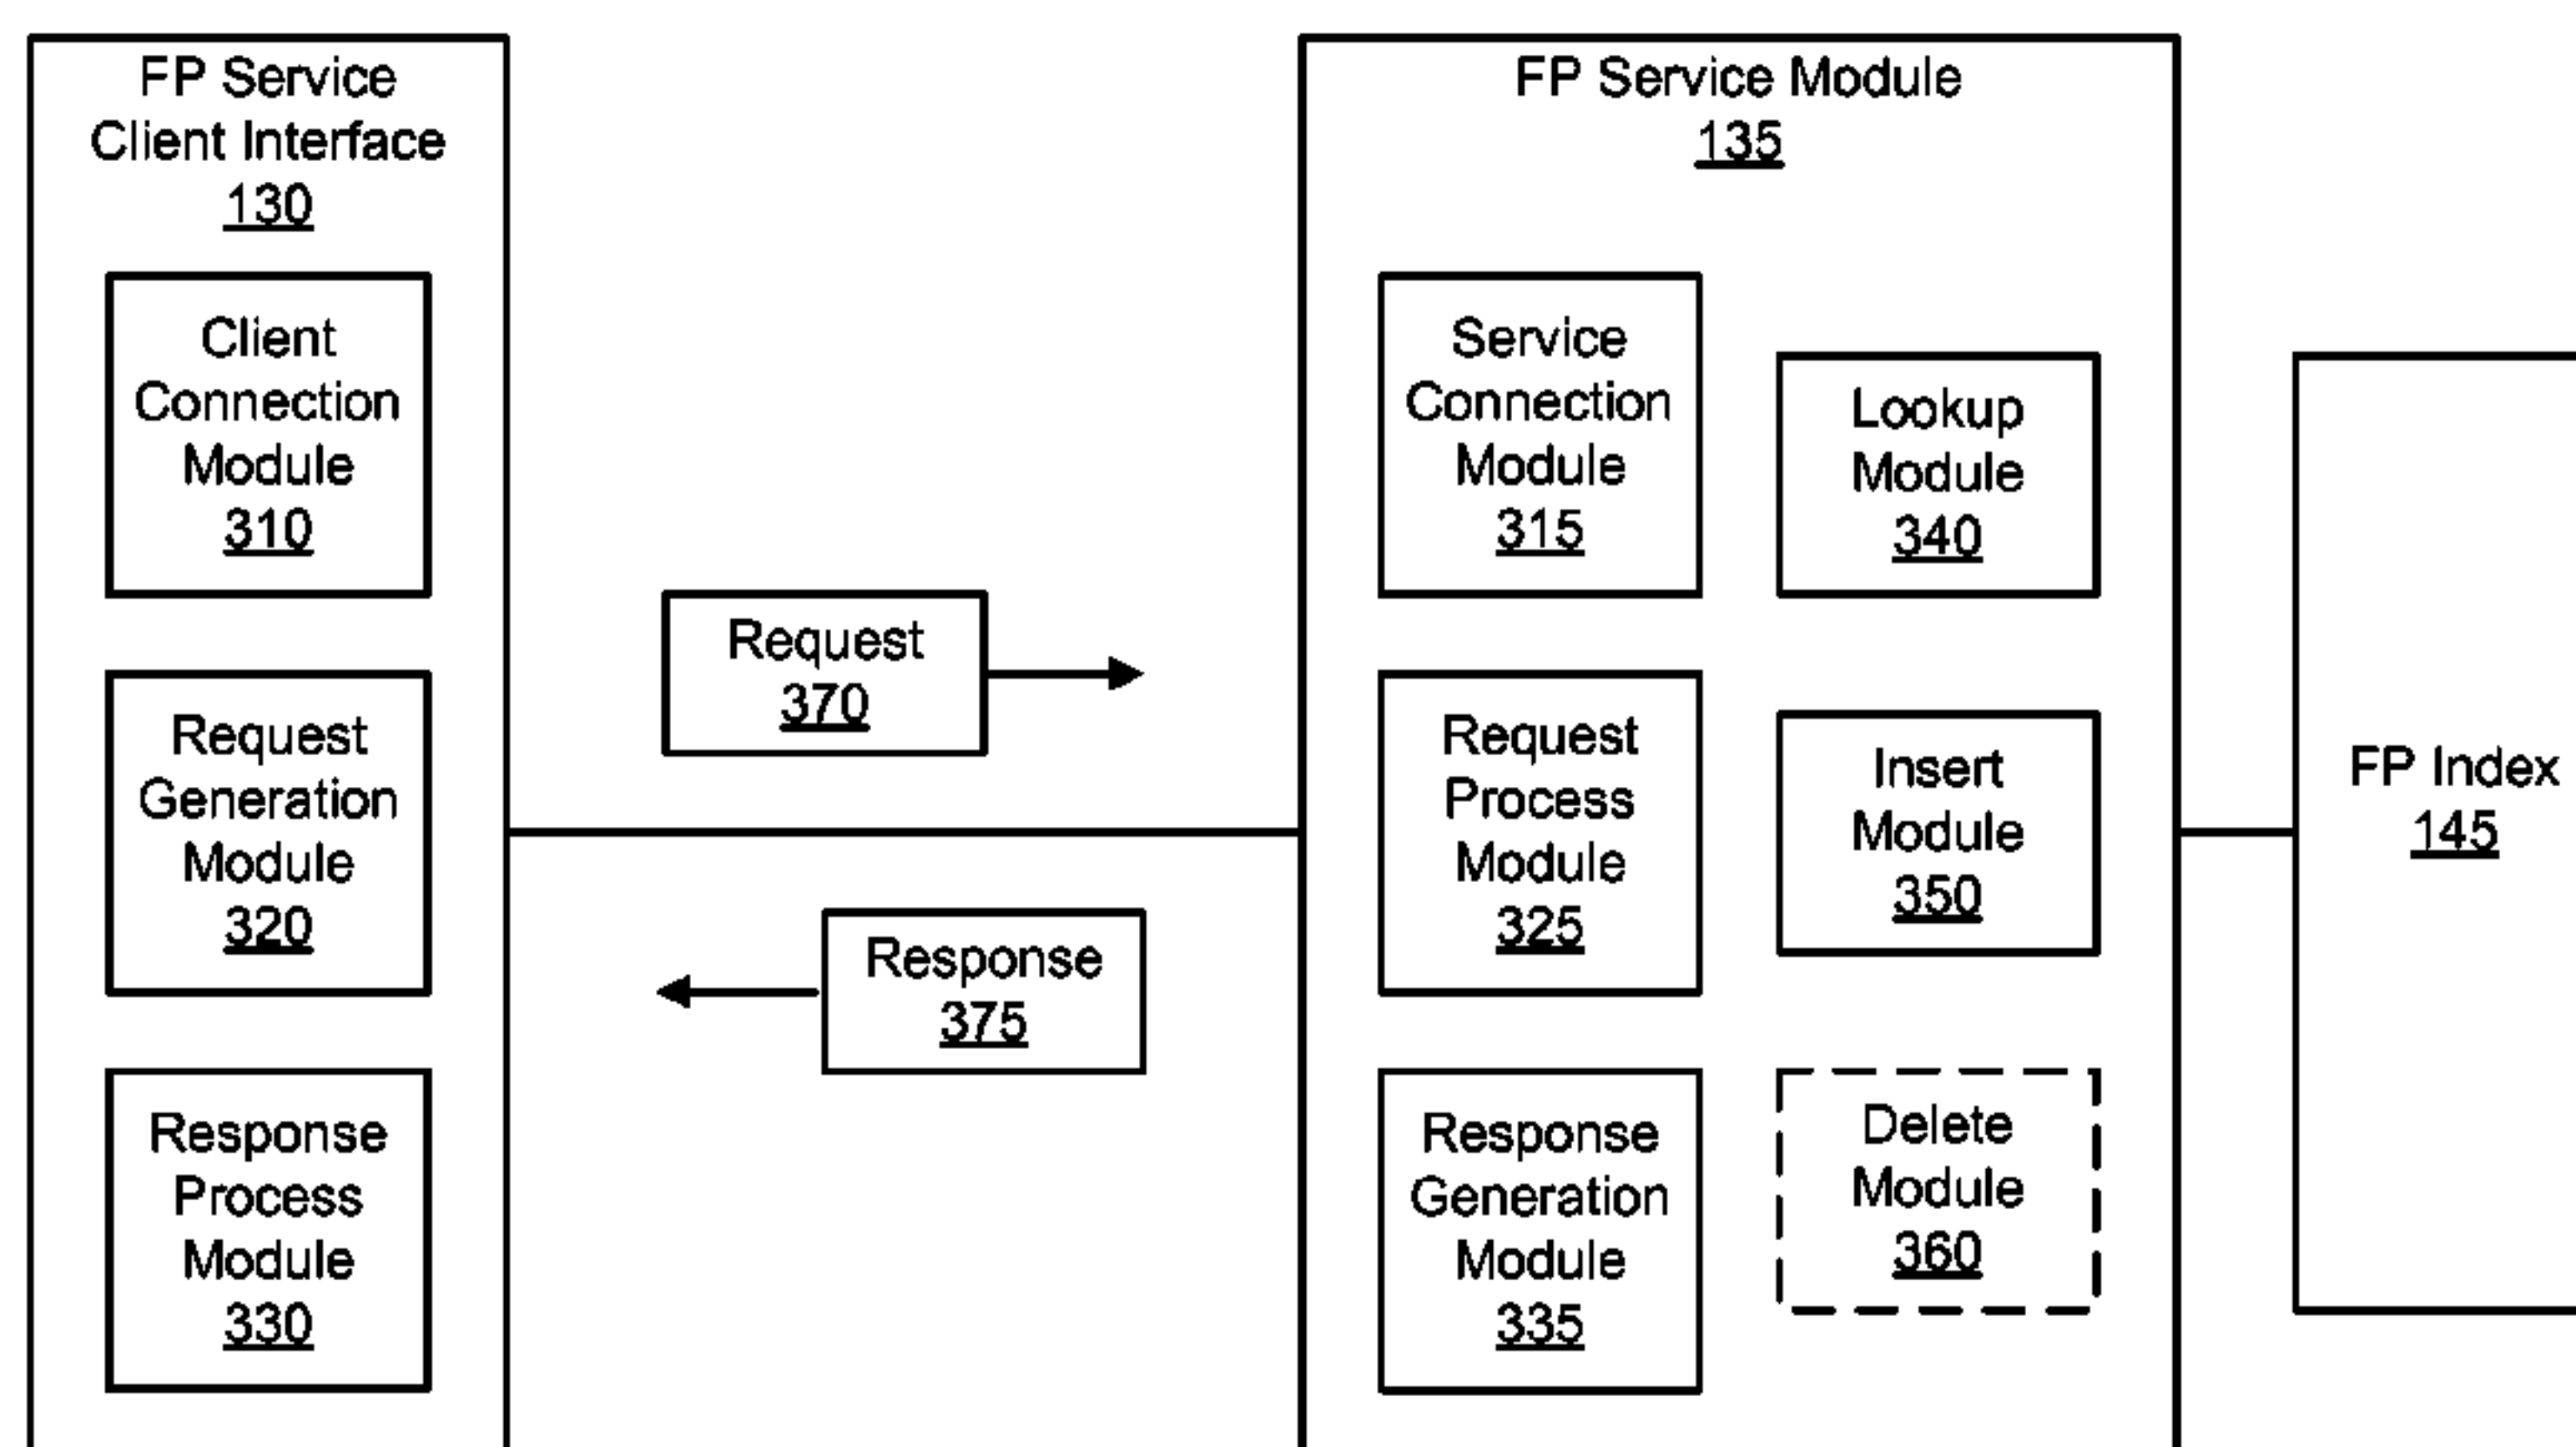 FP Service
Client Interface
130
Client
Connection
Module
310
Request
Generation
Module
320
Response
Process
Module
330
Request
370
Response
375
FP Service Module
135
Service
Connection
Module
315
Request
Process
Module
325
Response
Generation
Module
335
Lookup
Module
340
Insert
Module
350
Delete
Module
360
FP Index
145